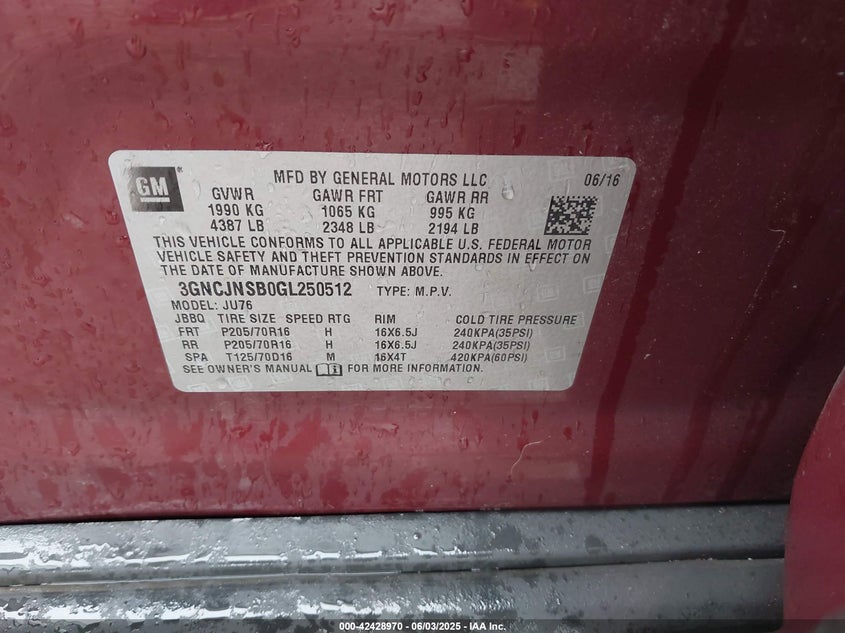 GM ®
MFD BY GENERAL MOTORS LLC 06/16
GVWR GAWR FRT GAWR RR
1990 KG 1065 KG 995 KG
4387 LB 2348 LB 2194 LB
THIS VEHICLE CONFORMS TO ALL APPLICABLE U.S. FEDERAL MOTOR
VEHICLE SAFETY AND THEFT PREVENTION STANDARDS IN EFFECT ON
THE DATE OF MANUFACTURE SHOWN ABOVE.
3GNCJNSB0GL250512 TYPE: M.P.V.
MODEL: JU76
JBBQ TIRE SIZE SPEED RTG RIM COLD TIRE PRESSURE
FRT P205/70R16 H 16X6.5J 240KPA(35PSI)
RR P205/70R16 H 16X6.5J 240KPA(35PSI)
SPA T125/70D16 M 16X4T 420KPA(60PSI)
SEE OWNER'S MANUAL FOR MORE INFORMATION.
000-42428970 - 06/03/2025 - IAA Inc.